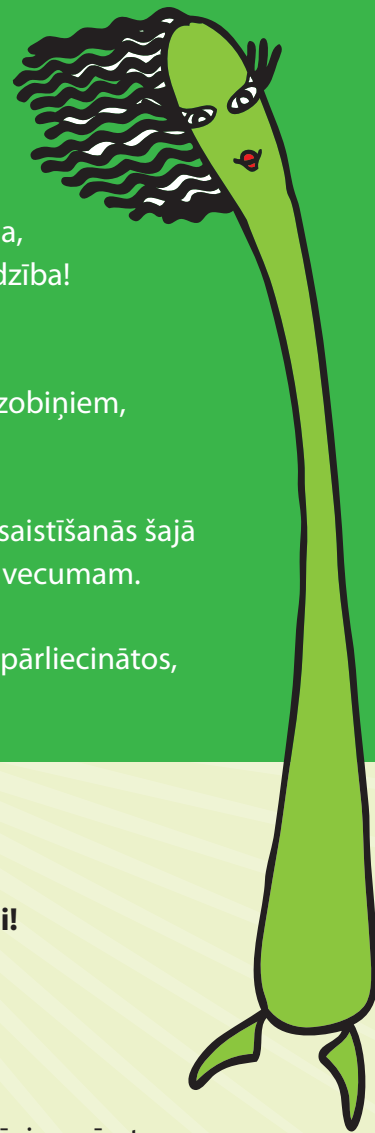 a,
dzība!
zobiņiem,
saistīšanās šajā
vecumam.
pārliecinātos,
i!